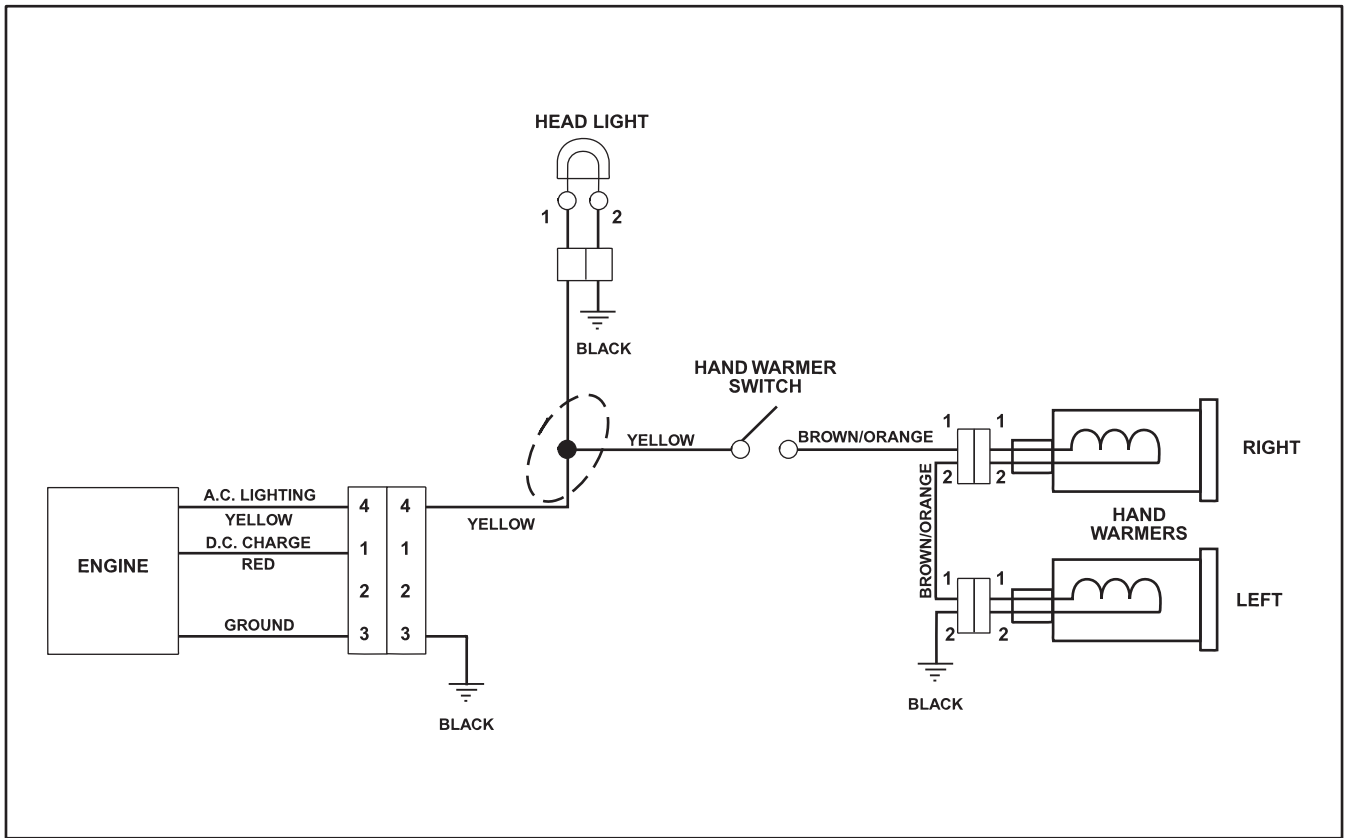 HEAD LIGHT
1
2
BLACK
HAND WARMER
SWITCH
YELLOW
BROWN/ORANGE
1
1
2
2
RIGHT
BROWN/ORANGE
HAND
WARMERS
1
1
2
2
LEFT
BLACK
ENGINE
A.C. LIGHTING
YELLOW
D.C. CHARGE
RED
GROUND
4
4
1
1
2
2
3
3
YELLOW
BLACK